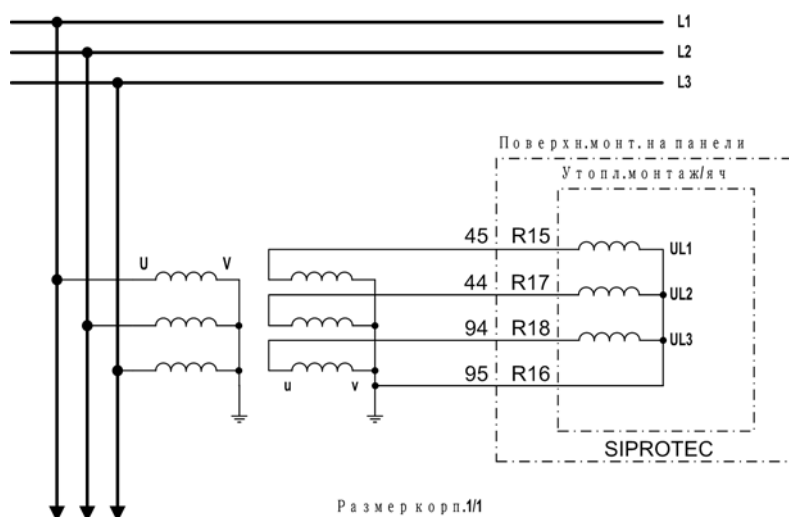 L1
L2
L3
Поверхн.монт. на панели
Утопл.монтаж/яч
45 R15 UL1
U V
44 R17 UL2
94 R18 UL3
u v
95 R16
SIPROTEC
Размер корп.1/1